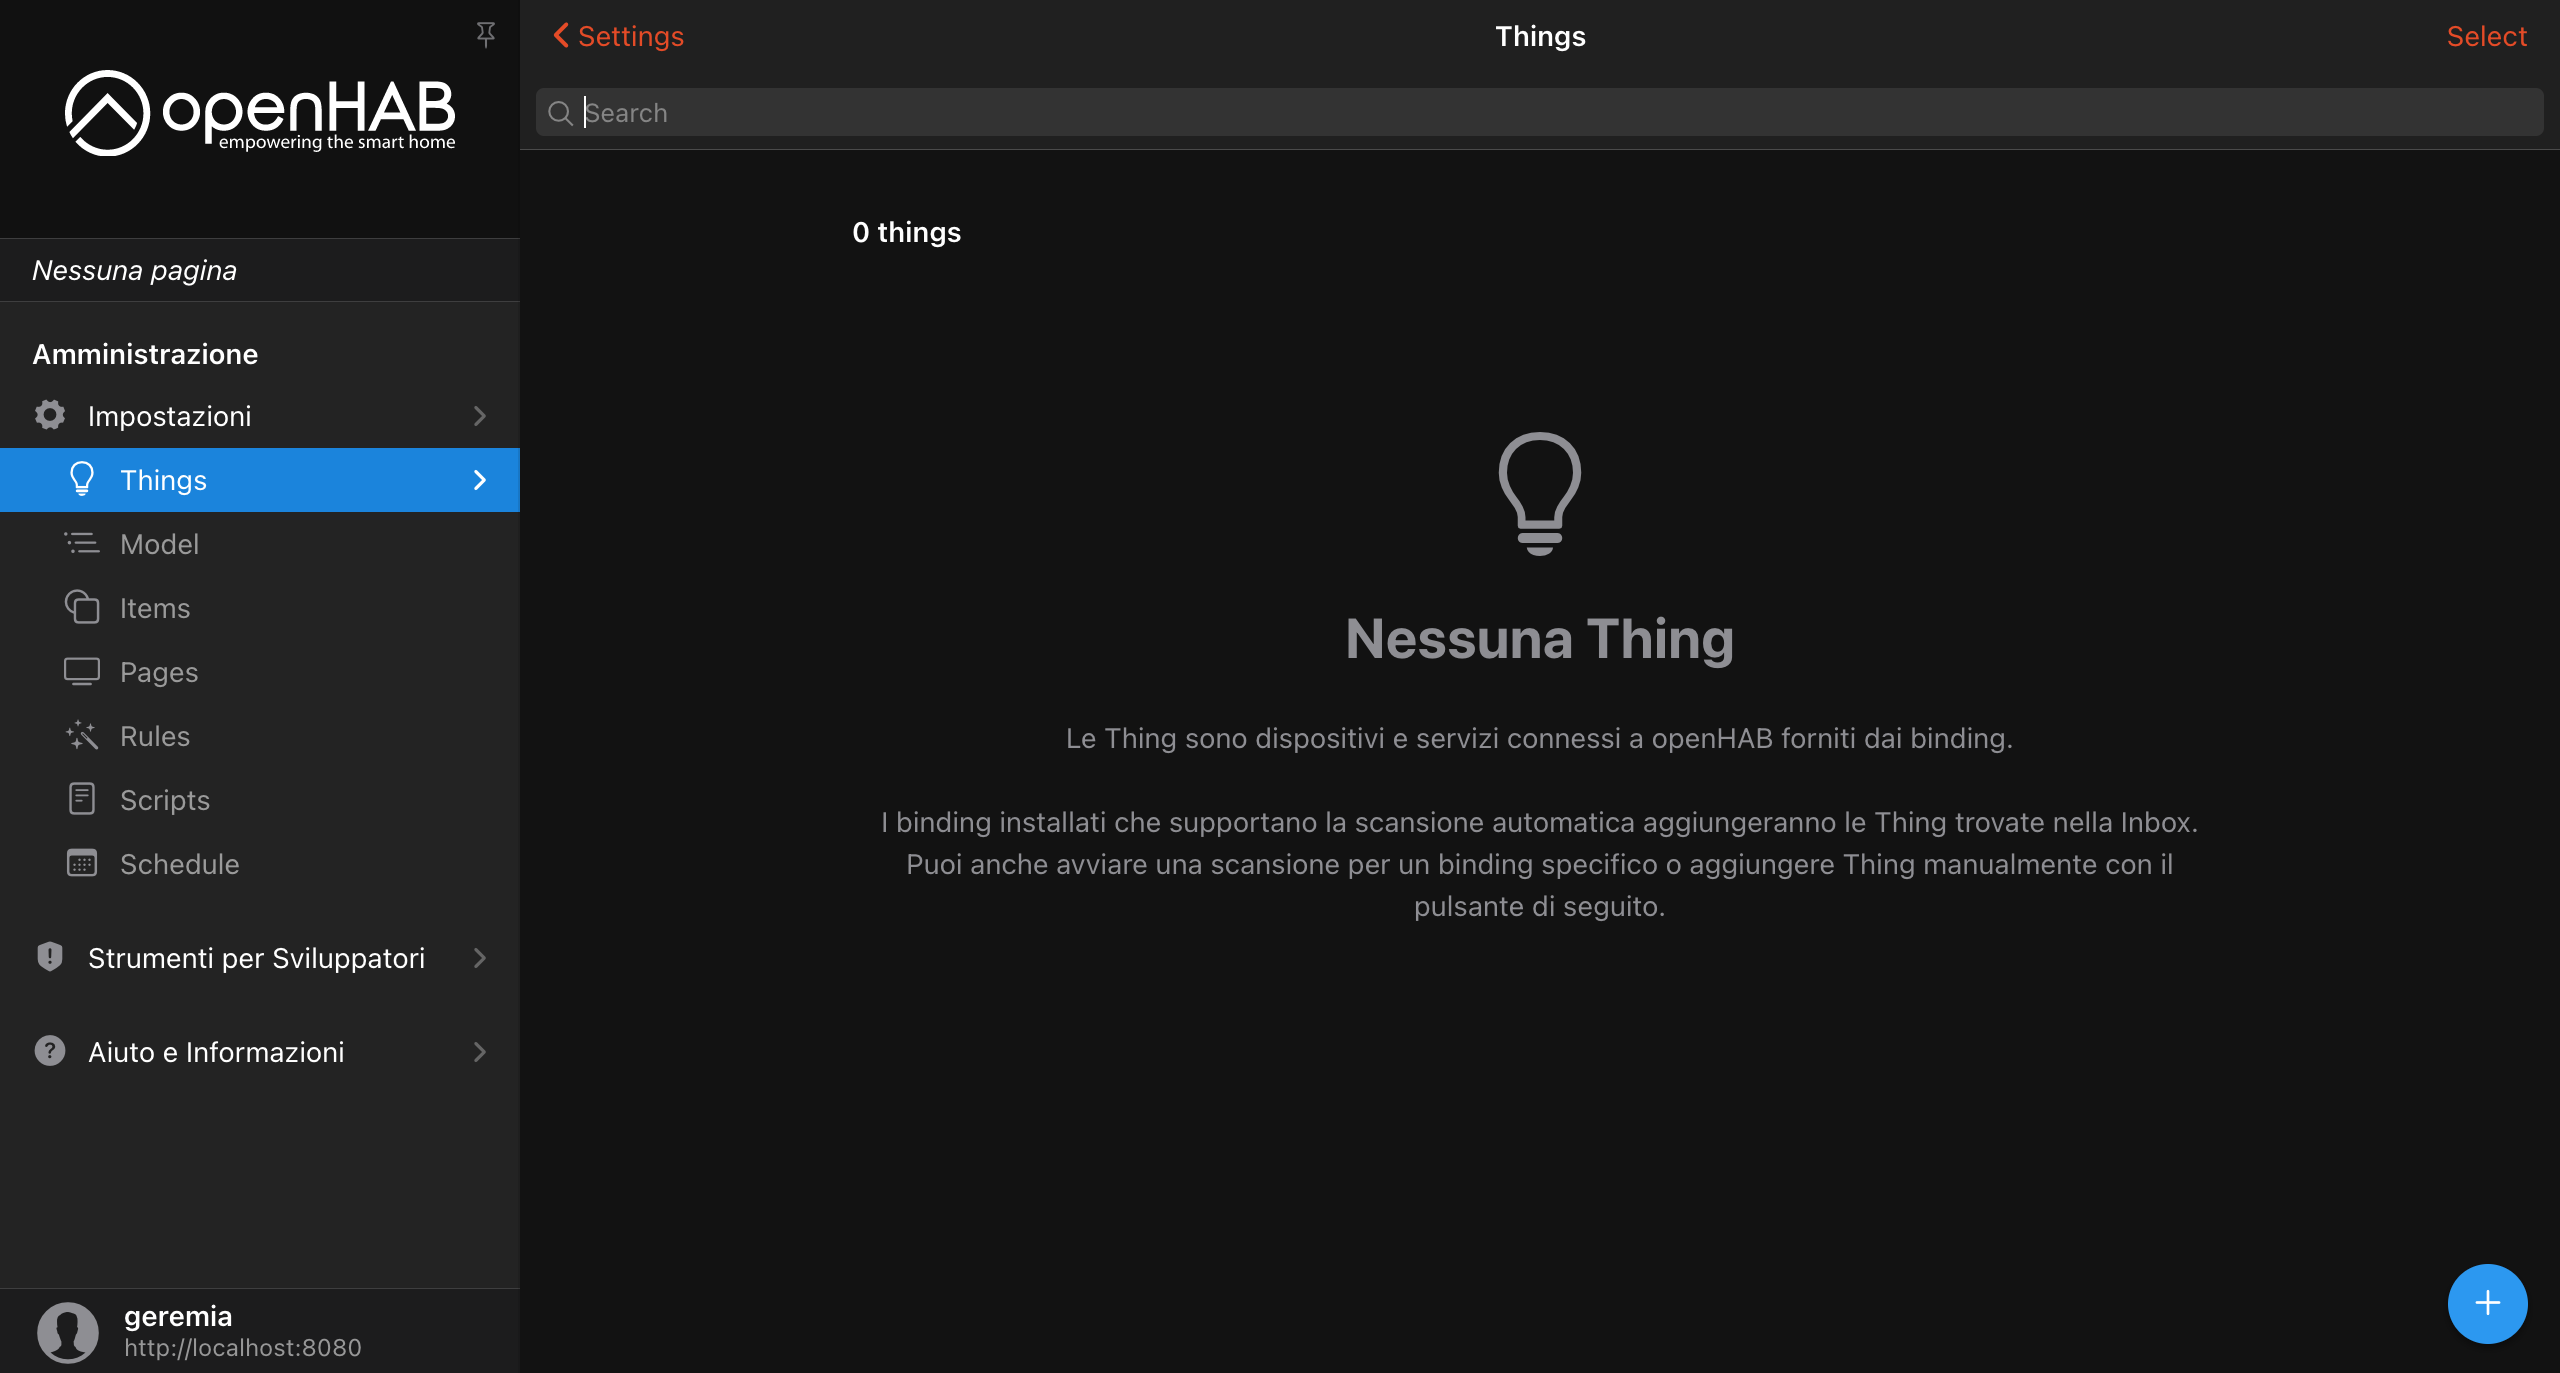 openHAB
empowering the smart home
Nessuna pagina
Amministrazione
Impostazioni
Things
Model
Items
Pages
Rules
Scripts
Schedule
Strumenti per Sviluppatori
Aiuto e Informazioni
geremia
http://localhost:8080
Settings
Things
Select
Search
0 things
Nessuna Thing
Le Thing sono dispositivi e servizi connessi a openHAB forniti dai binding.
I binding installati che supportano la scansione automatica aggiungeranno le Thing trovate nella Inbox.
Puoi anche avviare una scansione per un binding specifico o aggiungere Thing manualmente con il
pulsante di seguito.